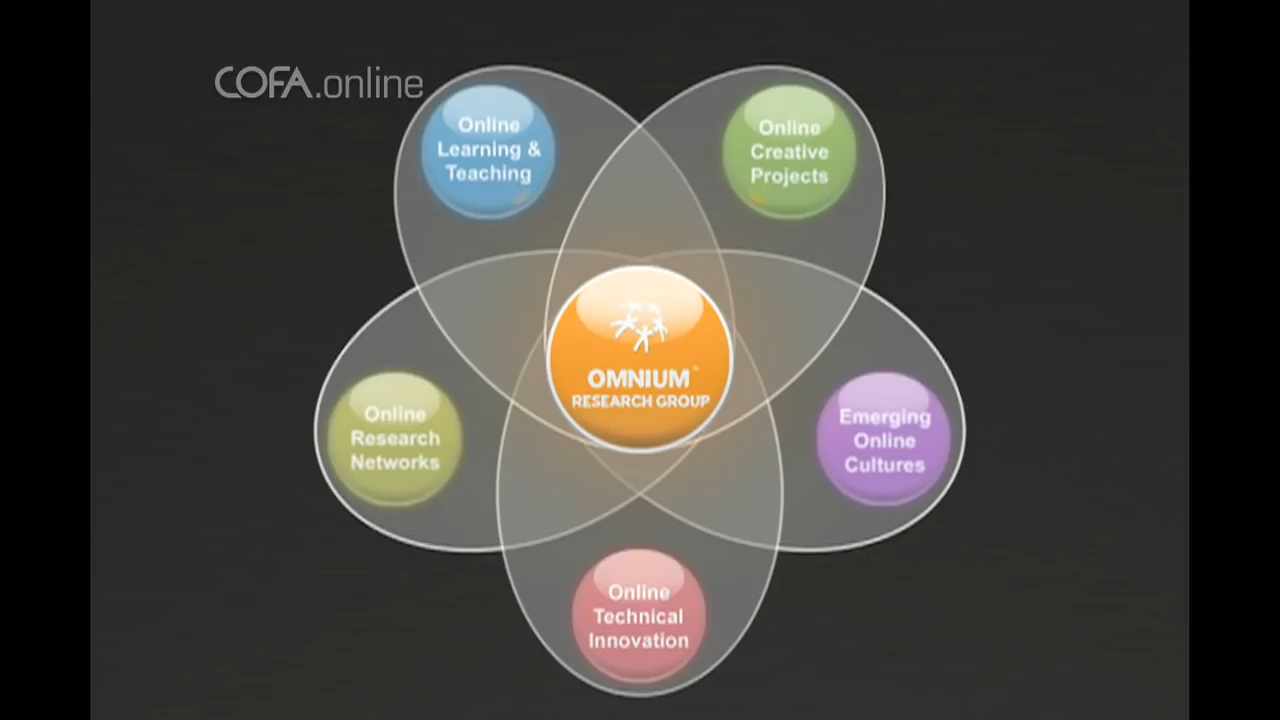 COFA.online
Online
Learning &
Teaching
Online
Creative
Projects
OMNIUM™
RESEARCH GROUP
Online
Research
Networks
Emerging
Online
Cultures
Online
Technical
Innovation